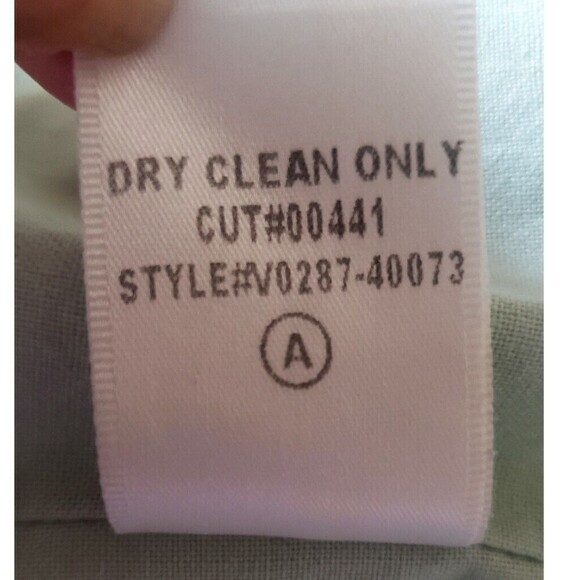 DRY CLEAN ONLY
CUT#00441
STYLE#V0287-40073
A